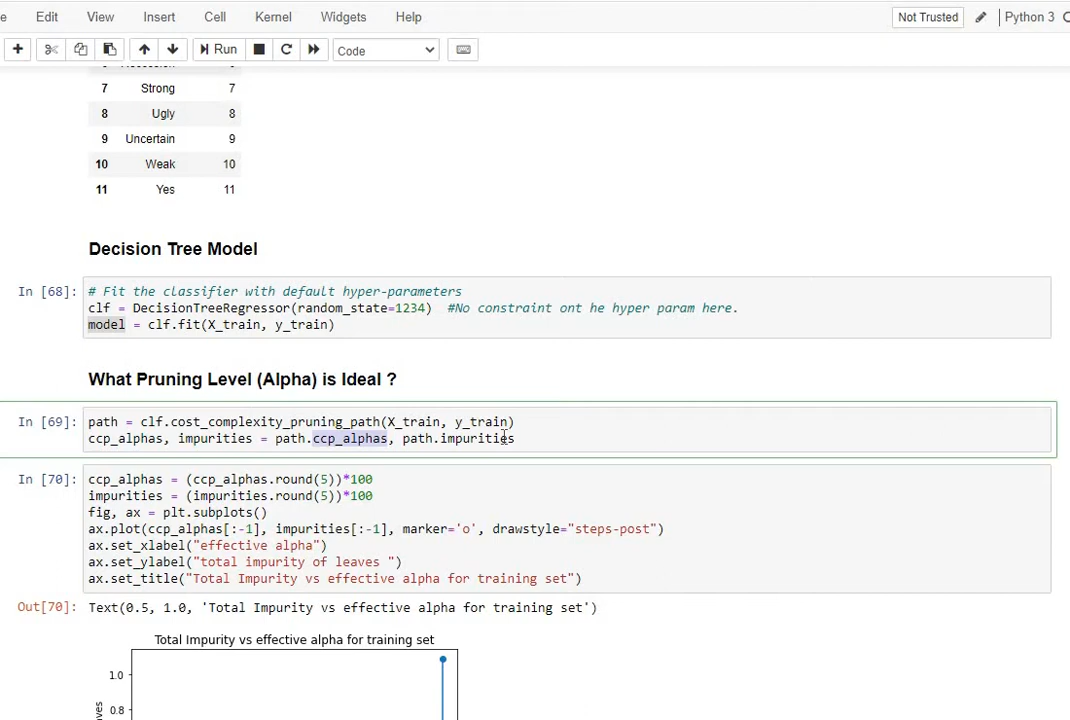 Edit View Insert Cell Kernel Widgets Help Not Trusted Python 3
Run Code
7 Strong 7
8 Ugly 8
9 Uncertain 9
10 Weak 10
11 Yes 11
Decision Tree Model
In [68]: # Fit the classifier with default hyper-parameters
clf = DecisionTreeRegressor(random_state=1234) #No constraint ont he hyper param here.
model = clf.fit(X_train, y_train)
What Pruning Level (Alpha) is Ideal ?
In [69]: path = clf.cost_complexity_pruning_path(X_train, y_train)
ccp_alphas, impurities = path.ccp_alphas, path.impurities
In [70]: ccp_alphas = (ccp_alphas.round(5))*100
impurities = (impurities.round(5))*100
fig, ax = plt.subplots()
ax.plot(ccp_alphas[:-1], impurities[:-1], marker='o', drawstyle="steps-post")
ax.set_xlabel("effective alpha")
ax.set_ylabel("total impurity of leaves ")
ax.set_title("Total Impurity vs effective alpha for training set")
Out[70]: Text(0.5, 1.0, 'Total Impurity vs effective alpha for training set')
Total Impurity vs effective alpha for training set
1.0
0.8